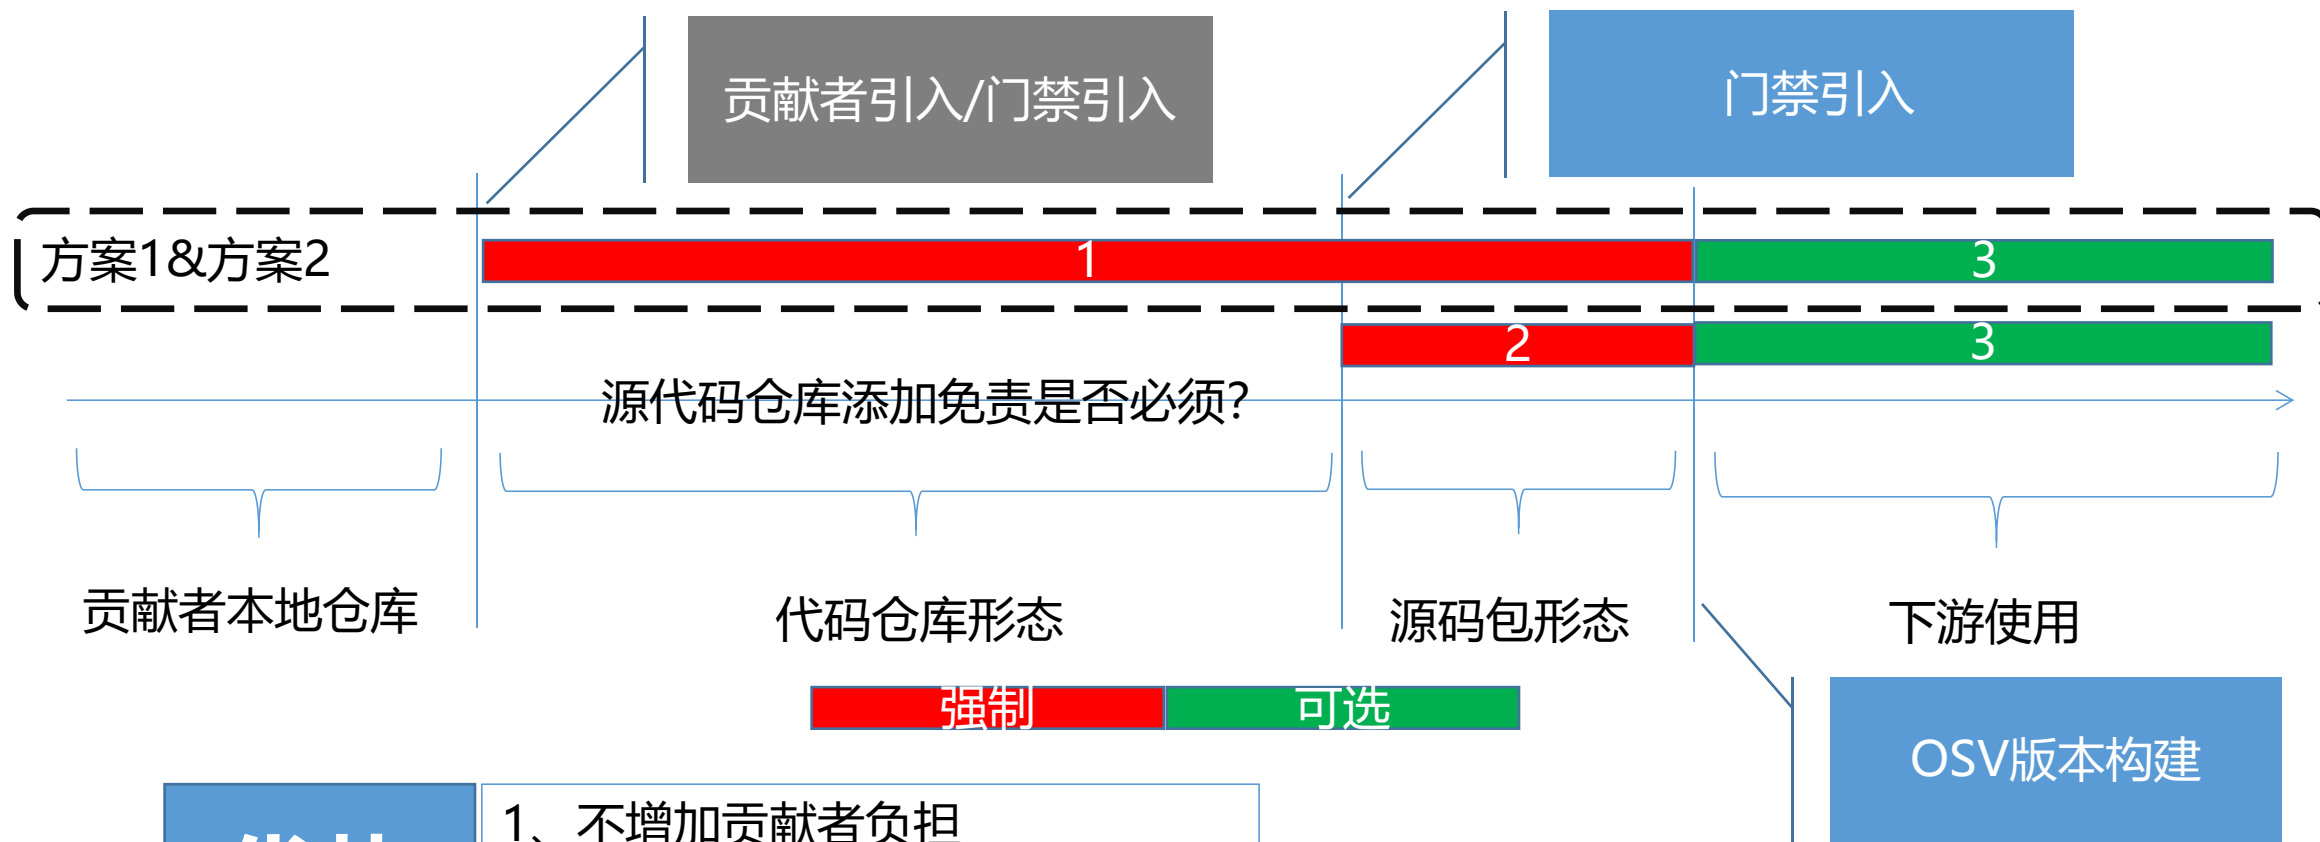 贡献者引入/门禁引入
门禁引入
方案1&方案2
1
3
2
3
源代码仓库添加免责是否必须？
贡献者本地仓库
代码仓库形态
源码包形态
下游使用
强制
可选
OSV版本构建
1、不增加贡献者负担